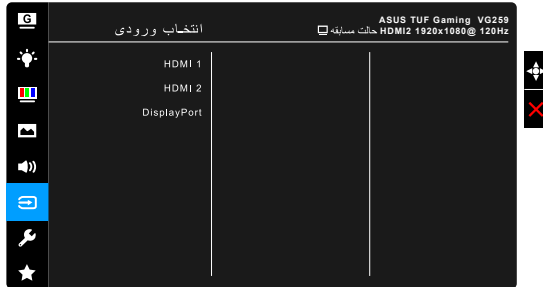 G
ASUS TUF Gaming VG259
حالت مسابقه HDMI2 1920x1080@ 120Hz
انتخاب ورودی
HDMI 1
HDMI 2
DisplayPort